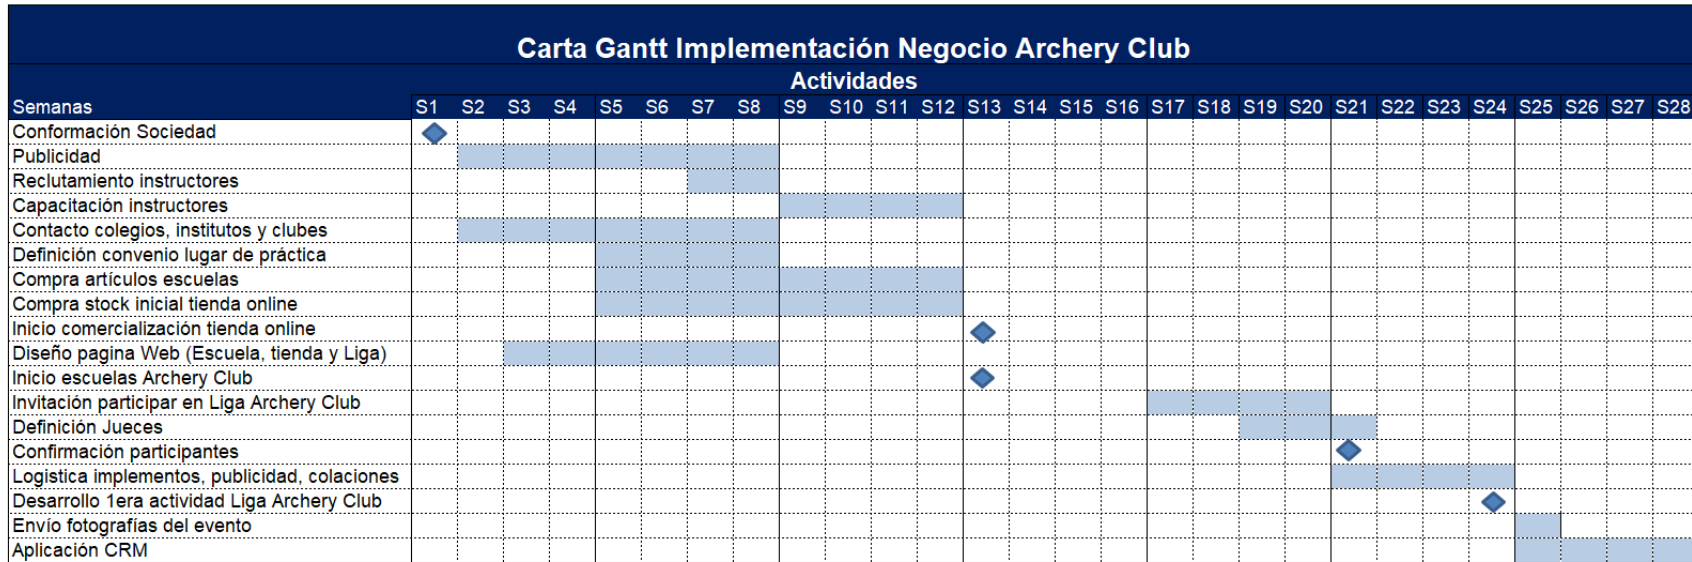 Carta Gantt Implementación Negocio Archery Club
Actividades
Semanas S1 S2 S3 S4 S5 S6 S7 S8 S9 S10 S11 S12 S13 S14 S15 S16 S17 S18 S19 S20 S21 S22 S23 S24 S25 S26 S27 S28
Conformación Sociedad
Publicidad
Reclutamiento instructores
Capacitación instructores
Contacto colegios, institutos y clubes
Definición convenio lugar de práctica
Compra artículos escuelas
Compra stock inicial tienda online
Inicio comercialización tienda online
Diseño pagina Web (Escuela, tienda y Liga)
Inicio escuelas Archery Club
Invitación participar en Liga Archery Club
Definición Jueces
Confirmación participantes
Logistica implementos, publicidad, colaciones
Desarrollo 1era actividad Liga Archery Club
Envío fotografías del evento
Aplicación CRM